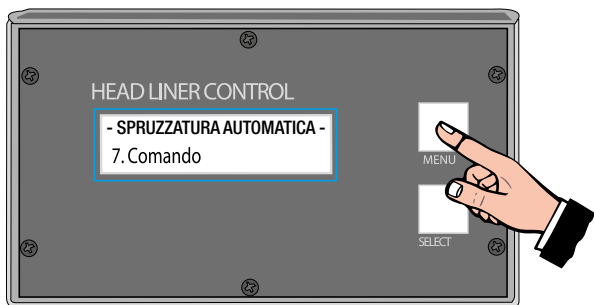 HEAD LINER CONTROL
- SPRUZZATURA AUTOMATICA -
7. Comando
MENU
SELECT